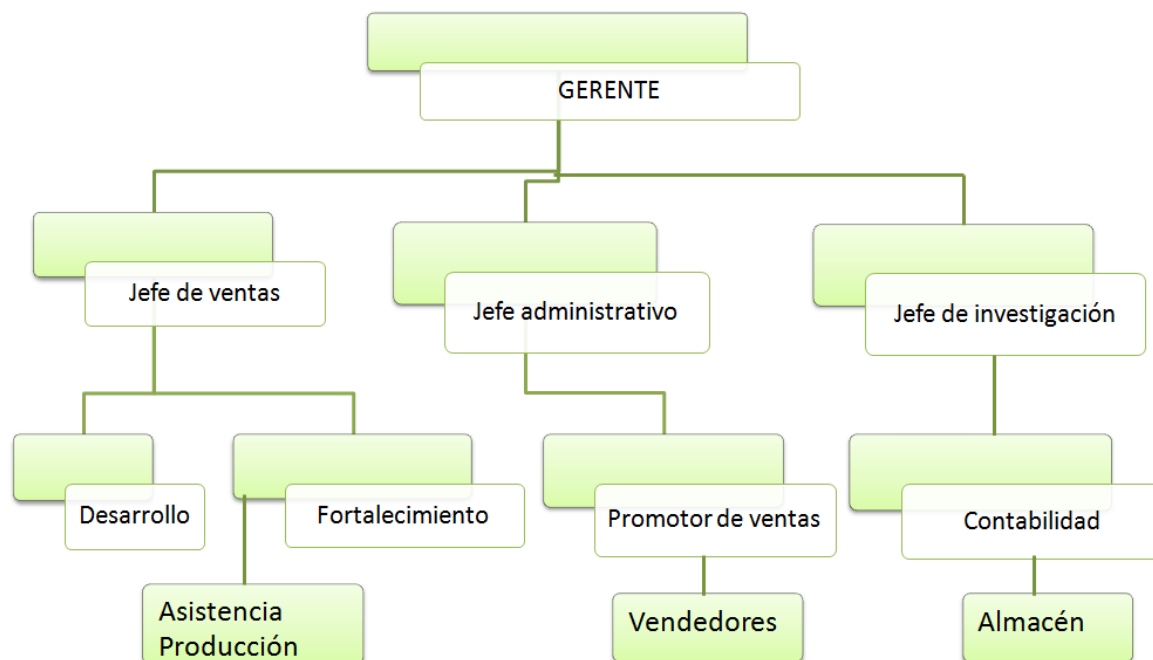 GERENTE
Jefe de ventas
Jefe administrativo
Jefe de investigación
Desarrollo
Fortalecimiento
Promotor de ventas
Contabilidad
Asistencia
Producción
Vendedores
Almacén